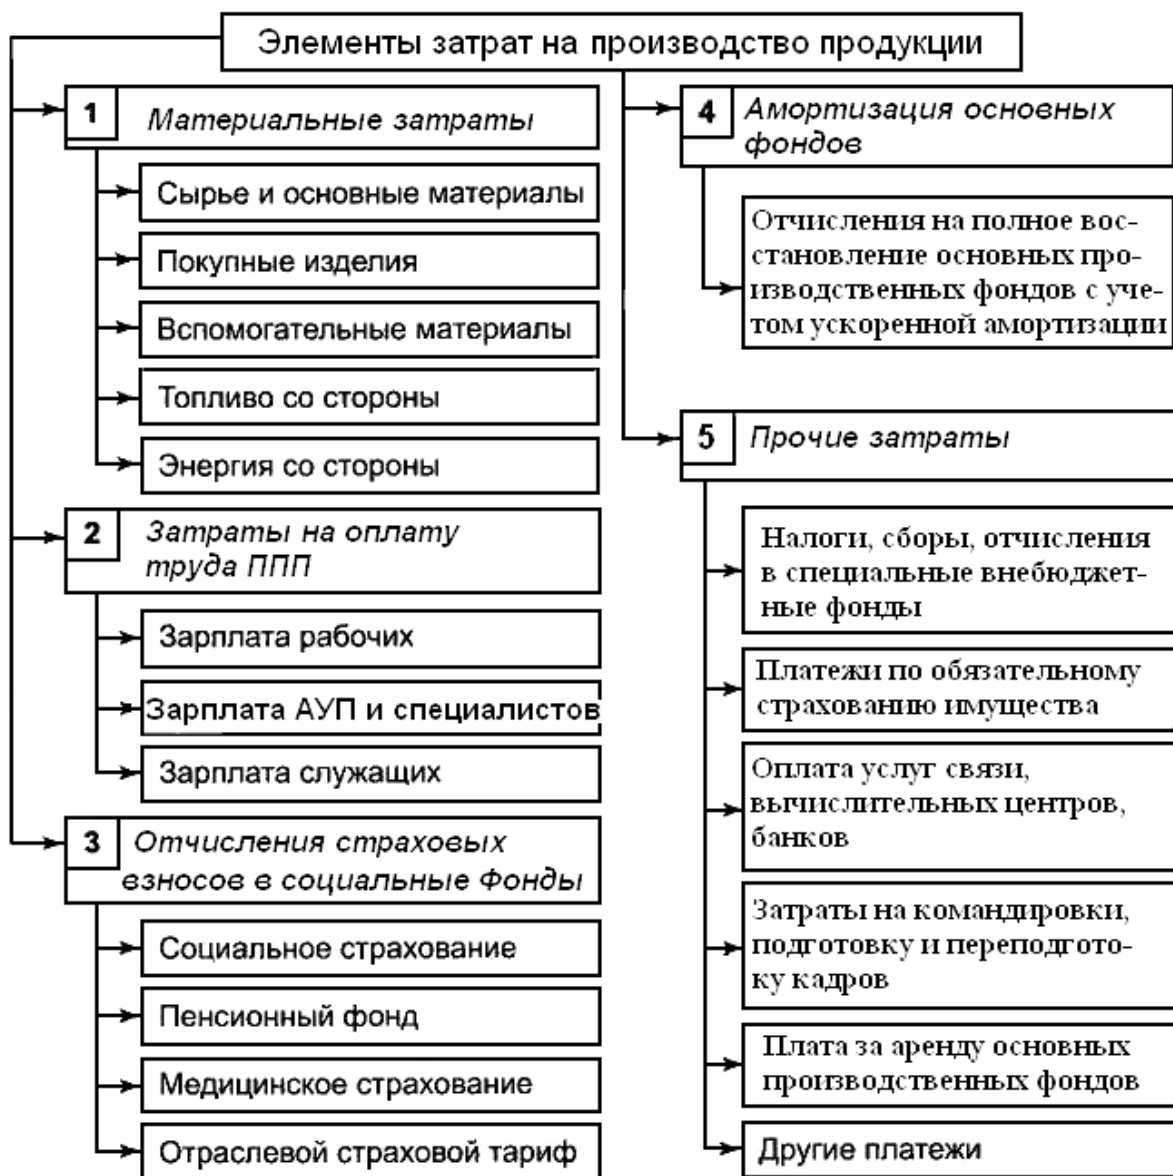 Элементы затрат на производство продукции
1
Материальные затраты
Сырье и основные материалы
Покупные изделия
Вспомогательные материалы
Топливо со стороны
Энергия со стороны
2
Затраты на оплату
труда ППП
Зарплата рабочих
Зарплата АУП и специалистов
Зарплата служащих
3
Отчисления страховых
взносов в социальные Фонды
Социальное страхование
Пенсионный фонд
Медицинское страхование
Отраслевой страховой тариф
4
Амортизация основных
фондов
Отчисления на полное вос-
становление основных про-
изводственных фондов с уче-
том ускоренной амортизации
5
Прочие затраты
Налоги, сборы, отчисления
в специальные внебюджет-
ные фонды
Платежи по обязательному
страхованию имущества
Оплата услуг связи,
вычислительных центров,
банков
Затраты на командировки,
подготовку и переподгото-
ку кадров
Плата за аренду основных
производственных фондов
Другие платежи